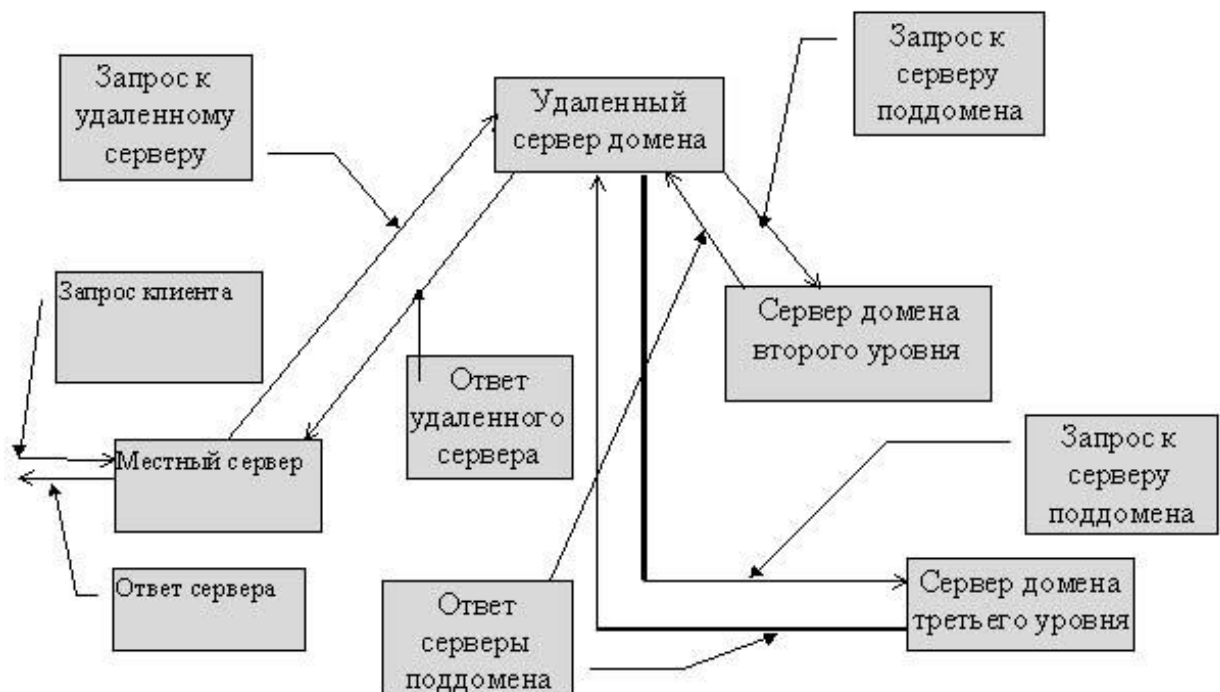 Запрос к
удаленному
серверу
Удаленный
сервер домена
Запрос к
серверу
поддомена
Запрос клиента
Сервер домена
второго уровня
Ответ
удаленного
сервера
Местный сервер
Запрос к
серверу
поддомена
Ответ сервера
Ответ
серверы
поддомена
Сервер домена
третьего уровня